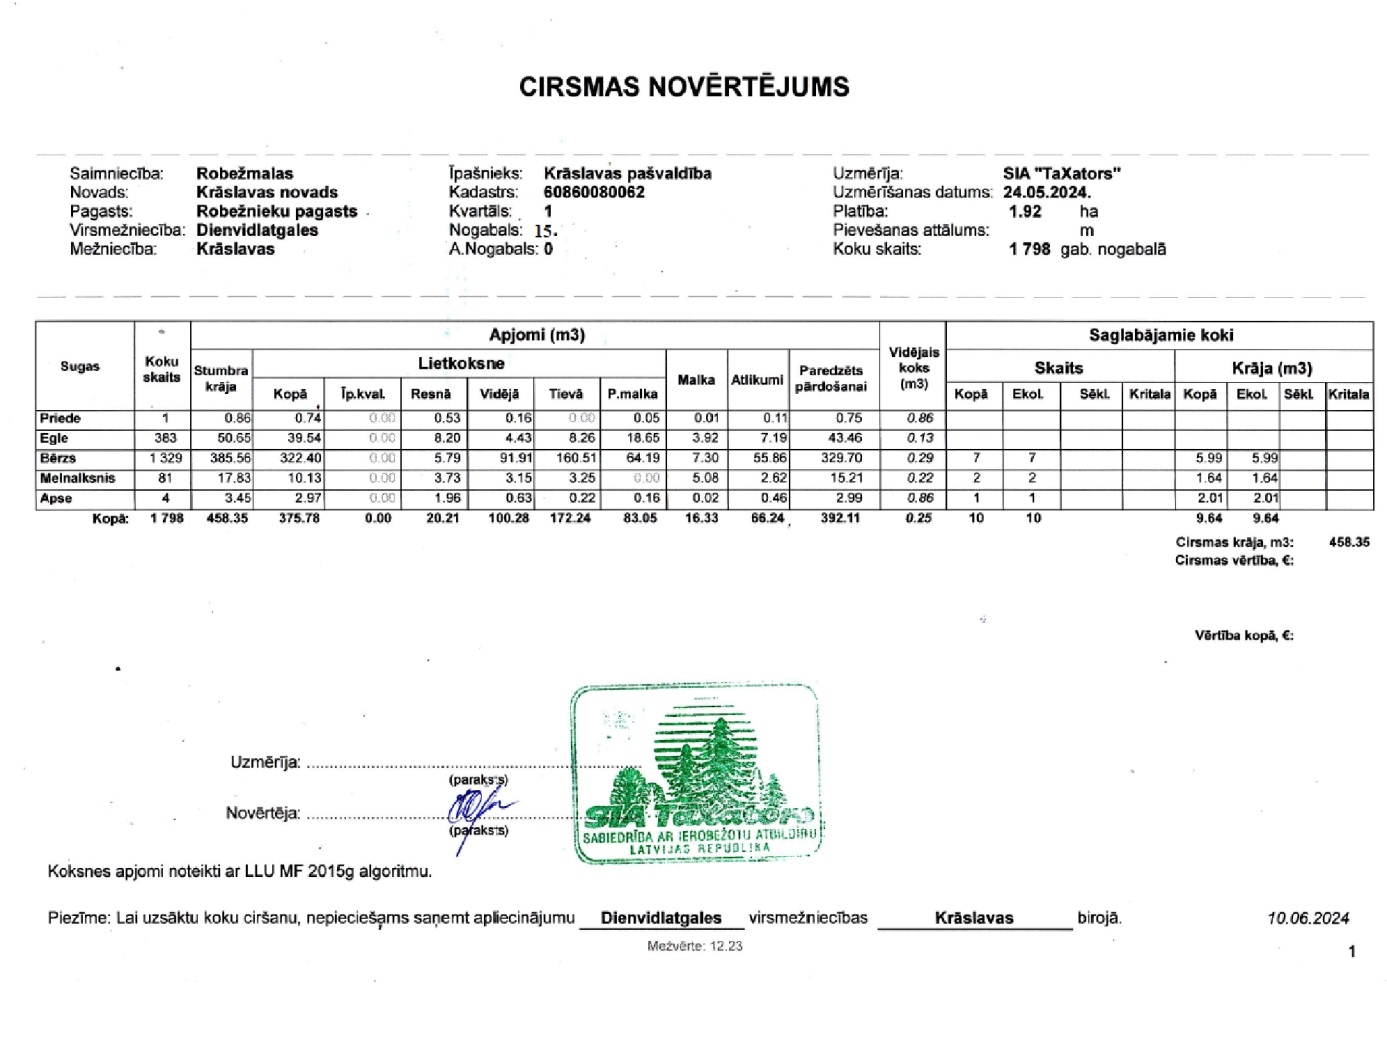 CIRSMAS NOVĒRTĒJUMS
Saimniecība: Robežmalas Īpašnieks: Krāslavas pašvaldība Uzmērīja: SIA "TaXators"
Novads: Krāslavas novads Kadastrs: 60860080062 Uzmērīšanas datums: 24.05.2024.
Pagasts: Robežnieku pagasts Kvartāls: 1 Platība: 1.92 ha
Virsmežniecība: Dienvidlatgales Nogabals: 15. Pievešanas attālums: m
Mežniecība: Krāslavas A.Nogabals: 0 Koku skaits: 1 798 gab. nogabalā
Sugas Koku skaits Apjomi (m3) Vidējais koks (m3) Saglabājamie koki
Stumbra krāja Lietkoksne Malka Atlikumi Paredzēts pārdošanai Skaits Krāja (m3)
Kopā Īp.kval. Resnā Vidējā Tievā P.malka Kopā Ekol. Sēkl. Kritala Kopā Ekol. Sēkl. Kritala
Priede 1 0.86 0.74 0.00 0.53 0.16 0.00 0.05 0.01 0.11 0.75 0.86
Egle 383 50.65 39.54 0.00 8.20 4.43 8.26 18.65 3.92 7.19 43.46 0.13
Bērzs 1 329 385.56 322.40 0.00 5.79 91.91 160.51 64.19 7.30 55.86 329.70 0.29 7 7 5.99 5.99
Melnalksnis 81 17.83 10.13 0.00 3.73 3.15 3.25 0.00 5.08 2.62 15.21 0.22 2 2 1.64 1.64
Apse 4 3.45 2.97 0.00 1.96 0.63 0.22 0.16 0.02 0.46 2.99 0.86 1 1 2.01 2.01
Kopā: 1 798 458.35 375.78 0.00 20.21 100.28 172.24 83.05 16.33 66.24 392.11 0.25 10 10 9.64 9.64
Cirsmas krāja, m3: 458.35
Cirsmas vērtība, €:
Vērtība kopā, €:
Uzmērīja:
(paraksts)
Novērtēja:
(paraksts)
SIA TaXators
SABIEDRĪBA AR IEROBEŽOTU ATBILDĪBU
LATVIJAS REPUBLIKA
Koksnes apjomi noteikti ar LLU MF 2015g algoritmu.
Piezīme: Lai uzsāktu koku ciršanu, nepieciešams saņemt apliecinājumu Dienvidlatgales virsmežniecības Krāslavas birojā. 10.06.2024
Mežvērte: 12.23
1